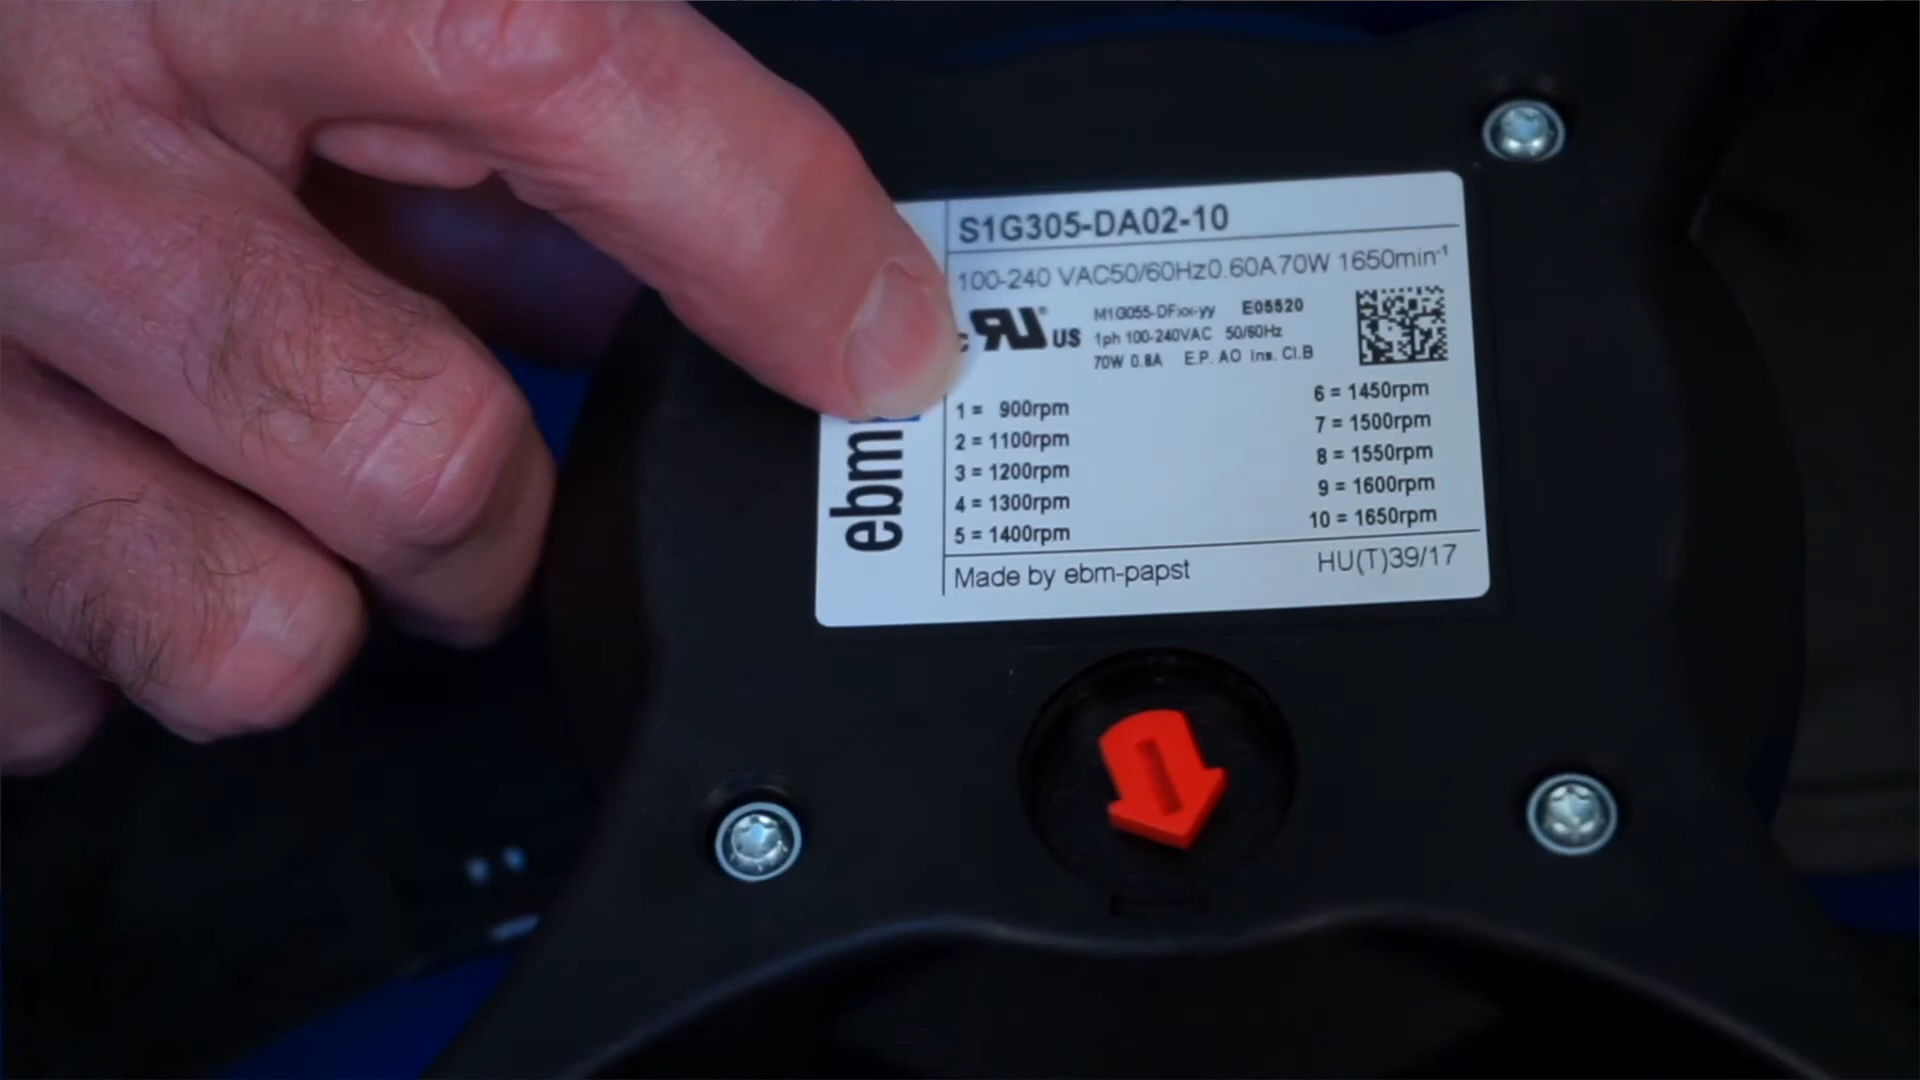 S1G305-DA02-10
100-240 VAC50/60Hz0.60A70W 1650min-1
c RU® US
M1G055-DFxx-yy E05520
1ph 100-240VAC 50/60Hz
70W 0.8A E.P. AO Ins. Cl.B
1 = 900rpm
2 = 1100rpm
3 = 1200rpm
4 = 1300rpm
5 = 1400rpm
6 = 1450rpm
7 = 1500rpm
8 = 1550rpm
9 = 1600rpm
10 = 1650rpm
ebm
Made by ebm-papst
HU(T)39/17